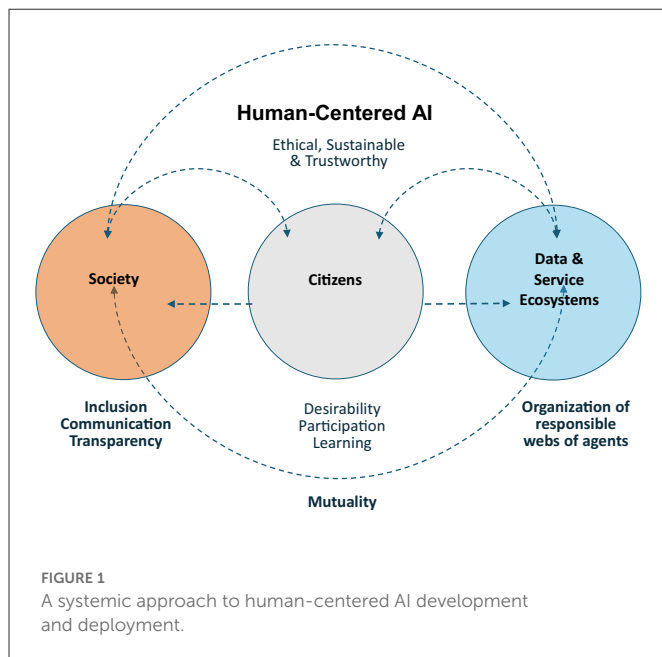 Human-Centered AI
Ethical, Sustainable
& Trustworthy
Society
Citizens
Data &
Service
Ecosystems
Inclusion
Communication
Transparency
Desirability
Participation
Learning
Organization of
responsible
webs of agents
Mutuality
FIGURE 1
A systemic approach to human-centered AI development
and deployment.